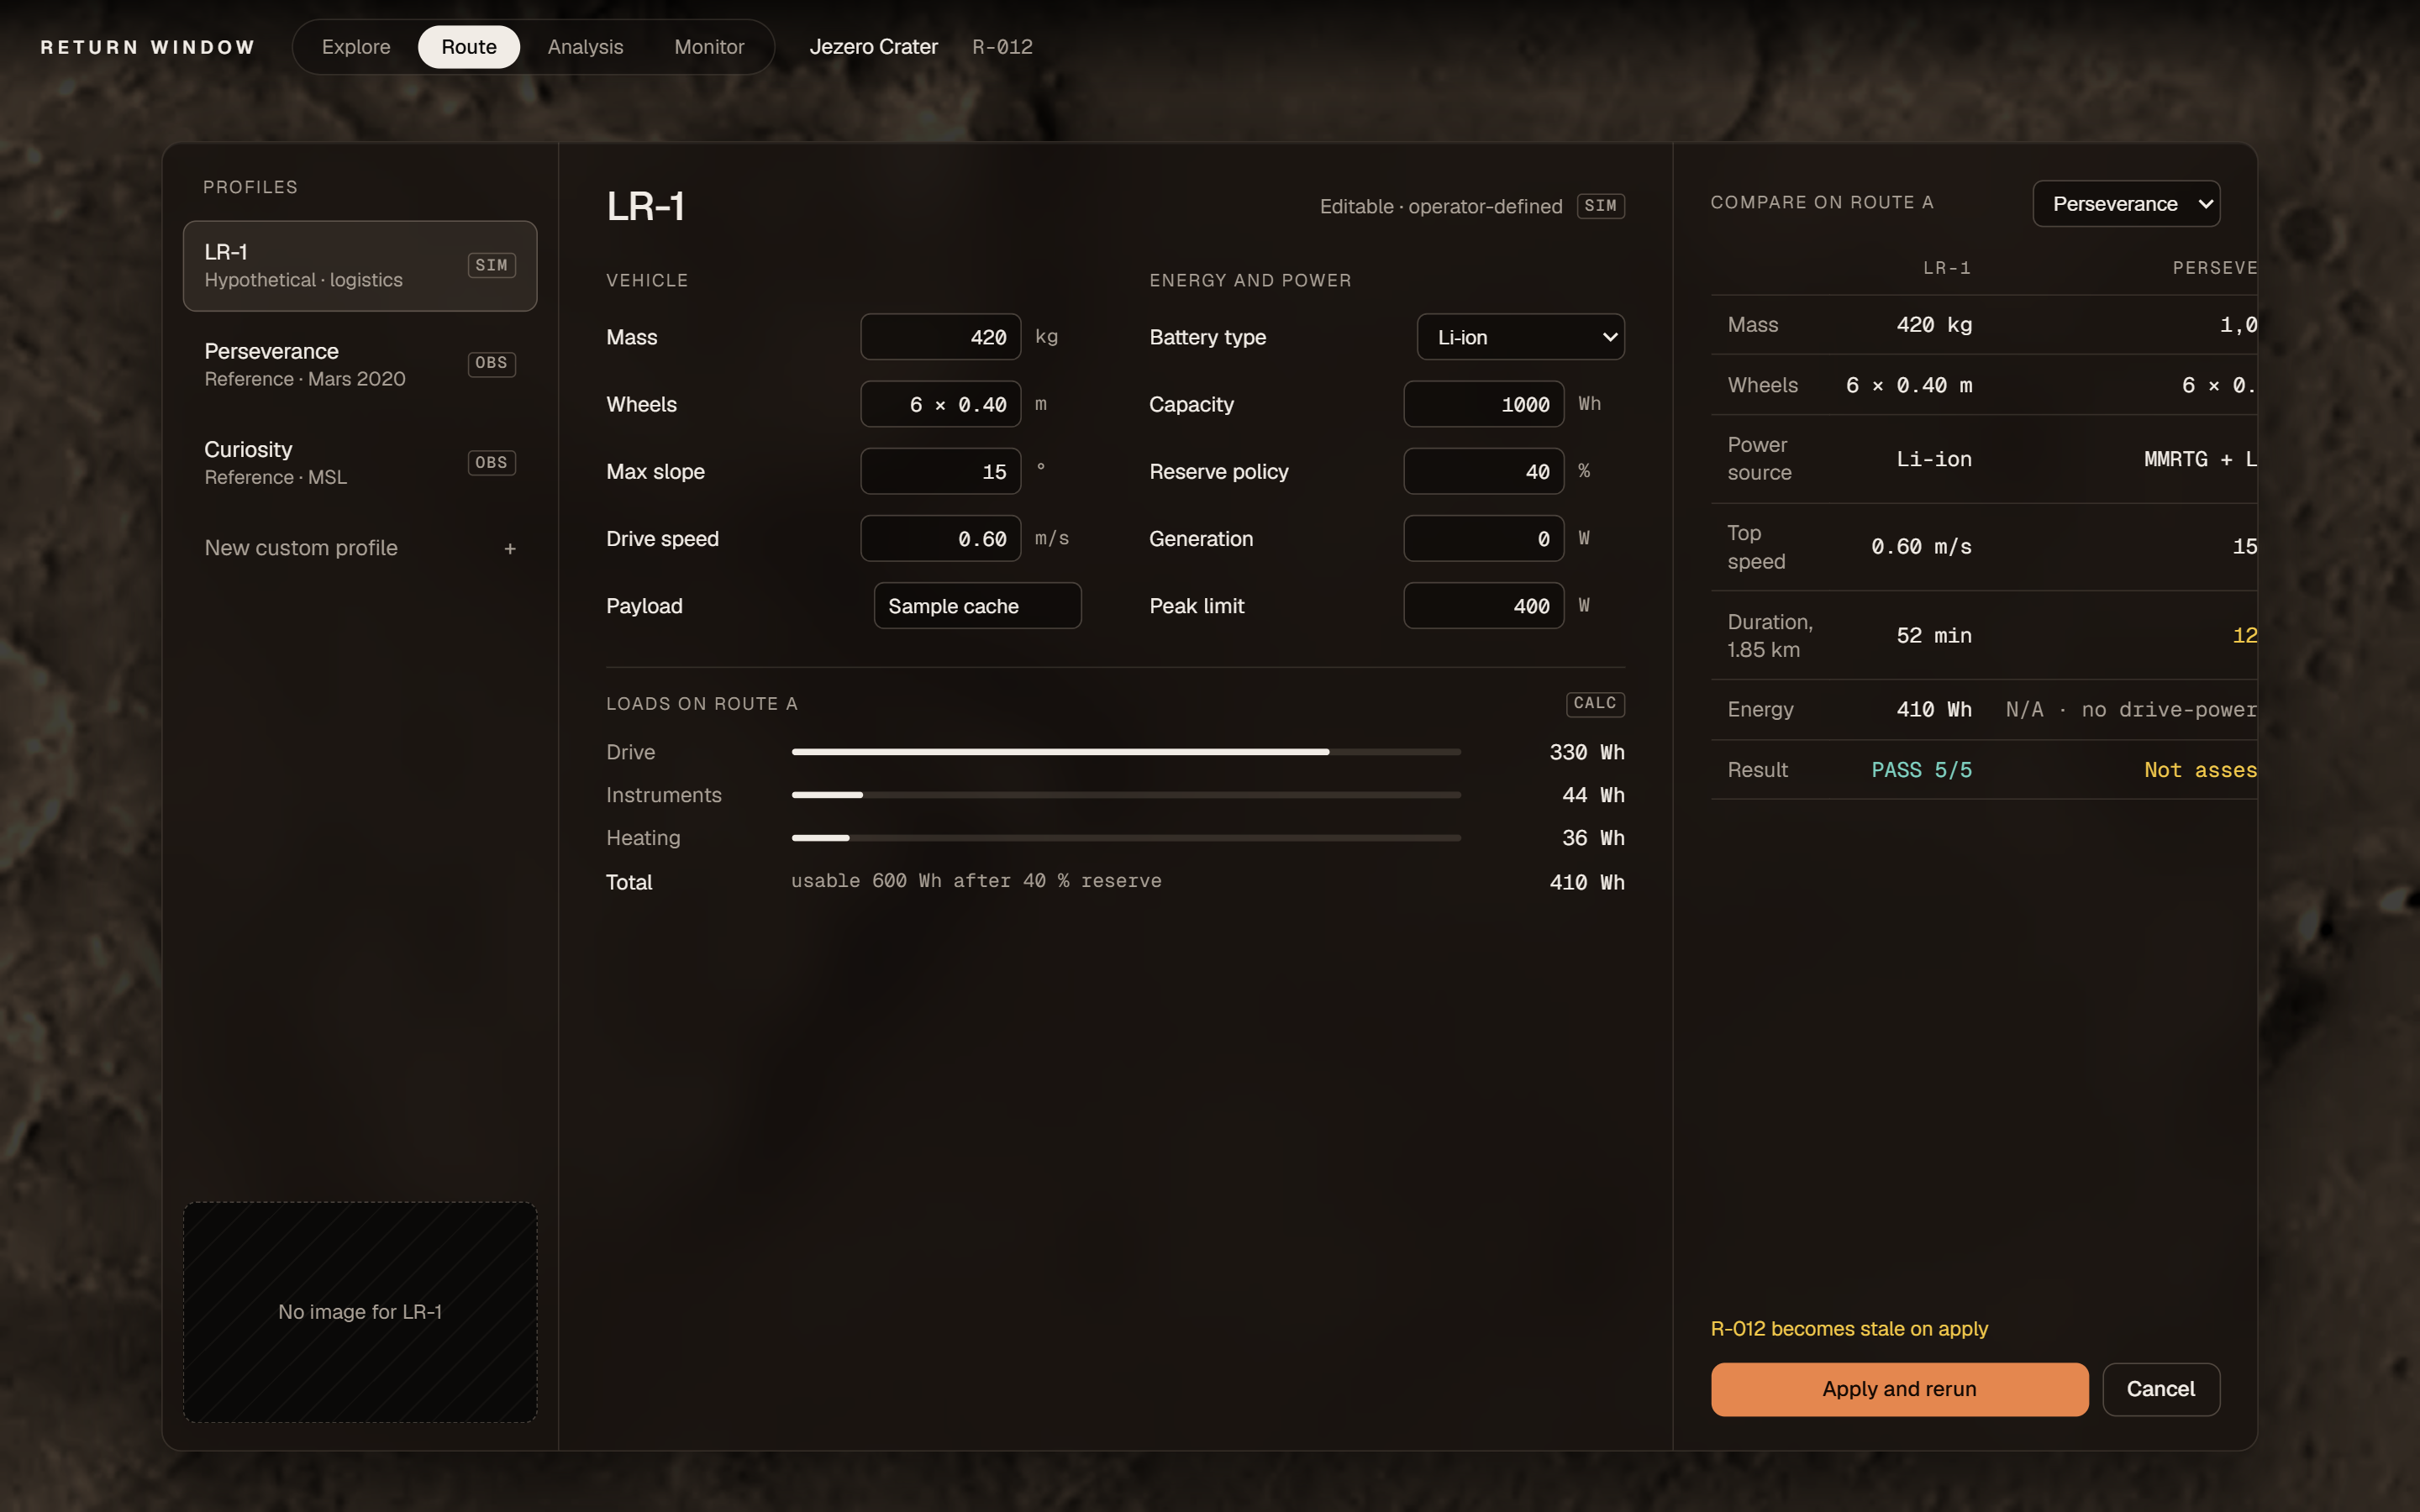 RETURN WINDOW Explore Route Analysis Monitor Jezero Crater R-012
PROFILES
LR-1
Hypothetical · logistics
SIM
Perseverance
Reference · Mars 2020
OBS
Curiosity
Reference · MSL
OBS
New custom profile +
No image for LR-1
LR-1
Editable · operator-defined SIM
VEHICLE
Mass 420 kg
Wheels 6 × 0.40 m
Max slope 15 °
Drive speed 0.60 m/s
Payload Sample cache
ENERGY AND POWER
Battery type Li-ion
Capacity 1000 Wh
Reserve policy 40 %
Generation 0 W
Peak limit 400 W
LOADS ON ROUTE A CALC
Drive 330 Wh
Instruments 44 Wh
Heating 36 Wh
Total usable 600 Wh after 40 % reserve 410 Wh
COMPARE ON ROUTE A Perseverance
LR-1 PERSEVE
Mass 420 kg 1,0
Wheels 6 × 0.40 m 6 × 0.
Power source Li-ion MMRTG + L
Top speed 0.60 m/s 15
Duration, 1.85 km 52 min 12
Energy 410 Wh N/A · no drive-power
Result PASS 5/5 Not asses
R-012 becomes stale on apply
Apply and rerun Cancel